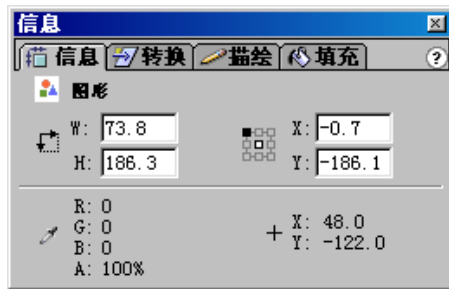 信息
信息 转换 描绘 填充 ?
图形
W: 73.8 X: -0.7
H: 186.3 Y: -186.1
R: 0
G: 0 X: 48.0
B: 0 Y: -122.0
A: 100%